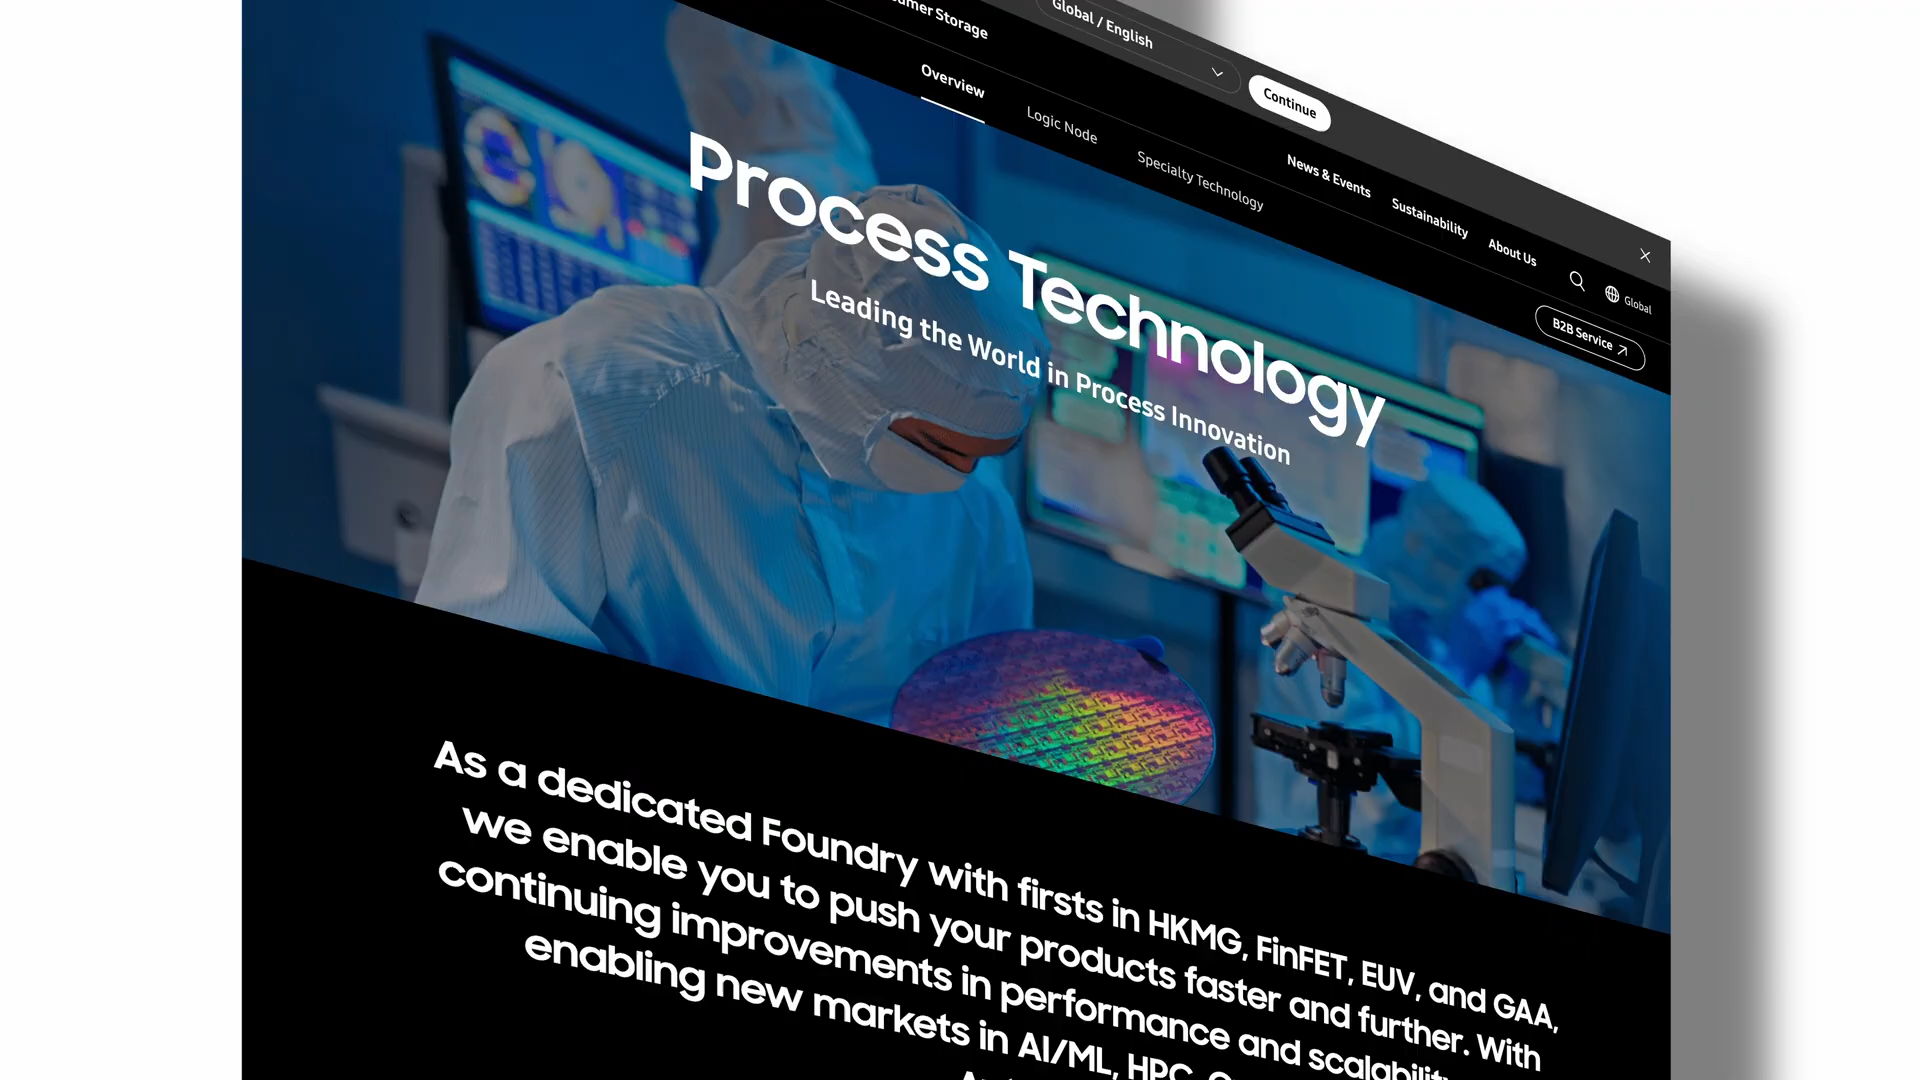 Global / English
Continue
Storage
News & Events
Sustainability
About Us
Global
B2B Service
Overview
Logic Node
Specialty Technology
Process Technology
Leading the World in Process Innovation
As a dedicated Foundry with firsts in HKMG, FinFET, EUV, and GAA,
we enable you to push your products faster and further. With
continuing improvements in performance and
enabling new markets in AI/ML, HPC,